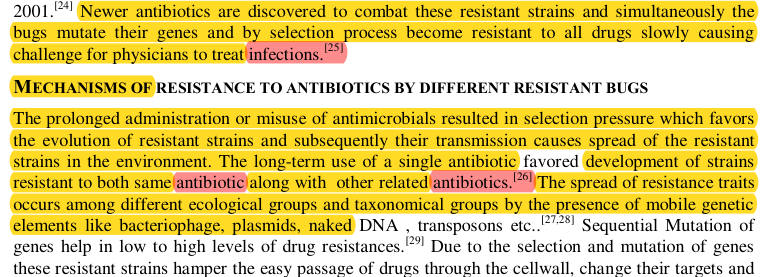 2001.[24] Newer antibiotics are discovered to combat these resistant strains and simultaneously the
bugs mutate their genes and by selection process become resistant to all drugs slowly causing
challenge for physicians to treat infections.[25]
MECHANISMS OF RESISTANCE TO ANTIBIOTICS BY DIFFERENT RESISTANT BUGS
The prolonged administration or misuse of antimicrobials resulted in selection pressure which favors
the evolution of resistant strains and subsequently their transmission causes spread of the resistant
strains in the environment. The long-term use of a single antibiotic favored development of strains
resistant to both same antibiotic along with other related antibiotics.[26] The spread of resistance traits
occurs among different ecological groups and taxonomical groups by the presence of mobile genetic
elements like bacteriophage, plasmids, naked DNA , transposons etc..[27,28] Sequential Mutation of
genes help in low to high levels of drug resistances.[29] Due to the selection and mutation of genes
these resistant strains hamper the easy passage of drugs through the cellwall, change their targets and